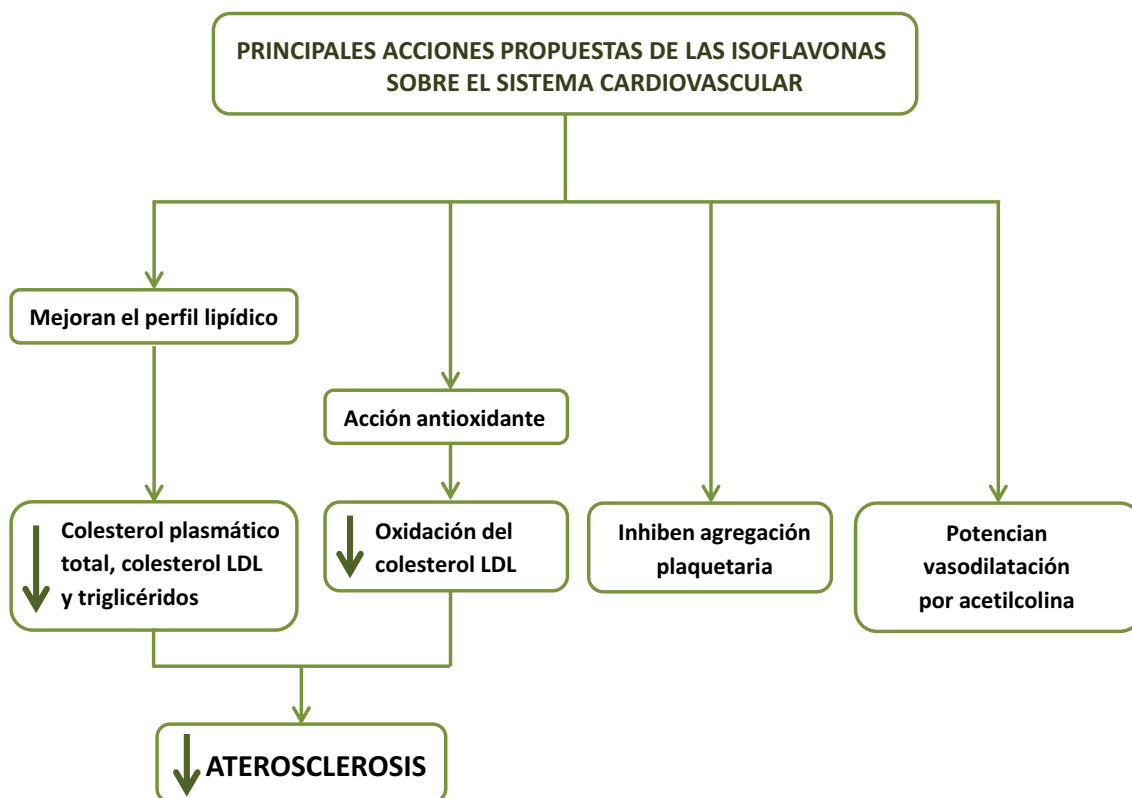 PRINCIPALES ACCIONES PROPUESTAS DE LAS ISOFLAVONAS
SOBRE EL SISTEMA CARDIOVASCULAR
Mejoran el perfil lipídico
Acción antioxidante
Colesterol plasmático
total, colesterol LDL
y triglicéridos
Oxidación del
colesterol LDL
Inhiben agregación
plaquetaria
Potencian
vasodilatación
por acetilcolina
ATEROSCLEROSIS